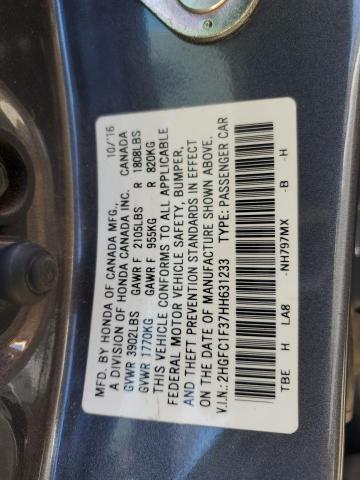 MFD. BY HONDA OF CANADA MFG., 10/16
A DIVISION OF HONDA CANADA INC. CANADA
GVWR 3902LBS GAWR F 2105LBS R 1808LBS
GVWR 1770KG GAWR F 955KG R 820KG
THIS VEHICLE CONFORMS TO ALL APPLICABLE
FEDERAL MOTOR VEHICLE SAFETY, BUMPER,
AND THEFT PREVENTION STANDARDS IN EFFECT
ON THE DATE OF MANUFACTURE SHOWN ABOVE.
V.I.N.: 2HGFC1F37HH631233 TYPE: PASSENGER CAR
TBE H LA8 -NH797MX -B -H